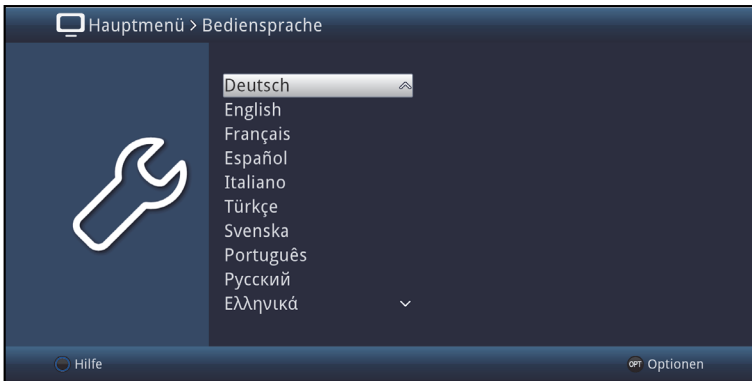 Hauptmenü > Bediensprache
Deutsch
English
Français
Español
Italiano
Türkçe
Svenska
Português
Русский
Ελληνικά
Hilfe
OPT Optionen